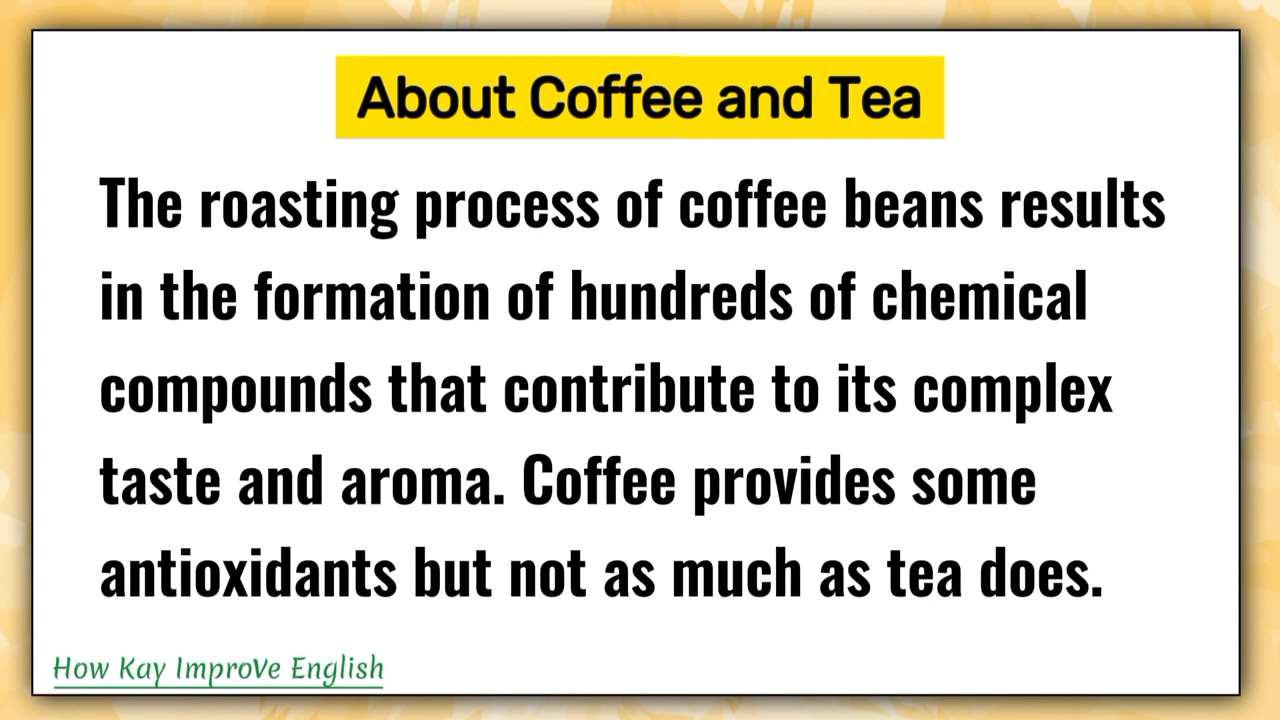 About Coffee and Tea
The roasting process of coffee beans results
in the formation of hundreds of chemical
compounds that contribute to its complex
taste and aroma. Coffee provides some
antioxidants but not as much as tea does.
How Kay Improve English